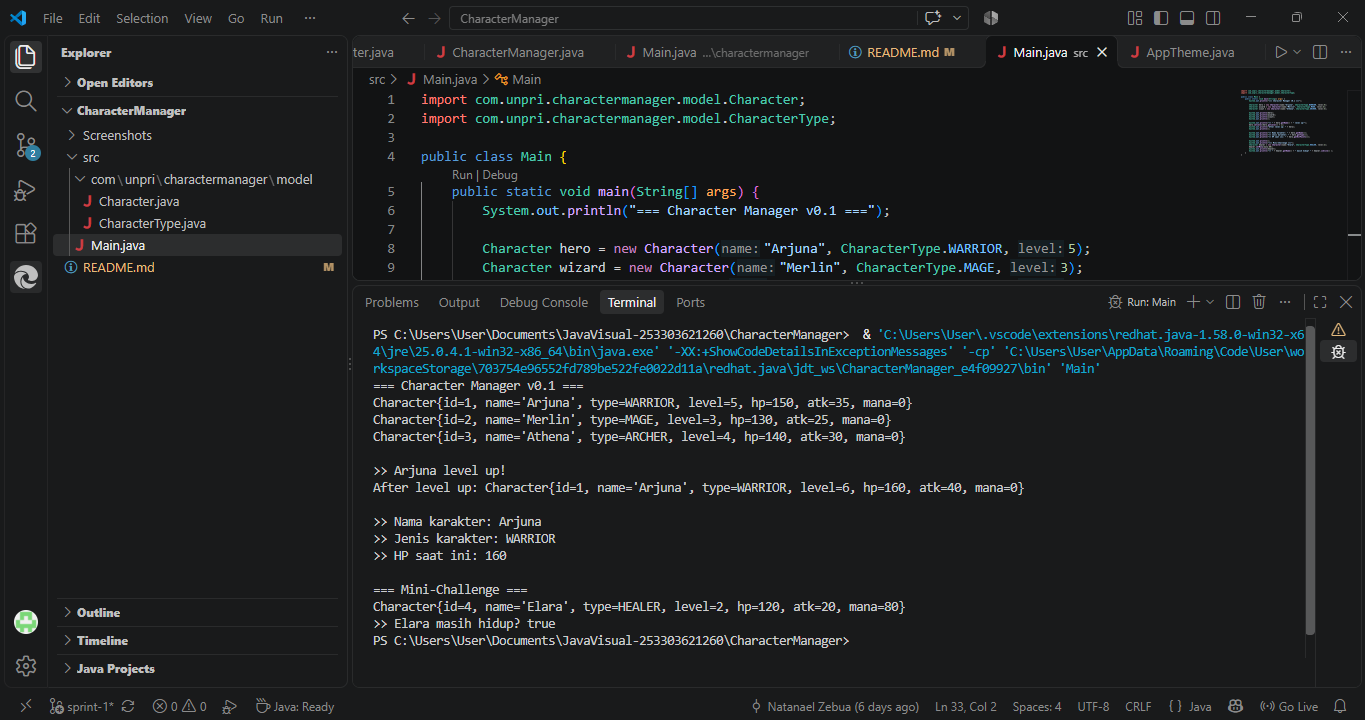 File Edit Selection View Go Run ··· CharacterManager
Explorer ···
Open Editors
CharacterManager
Screenshots
src
com\unpri\charactermanager\model
Character.java
CharacterType.java
Main.java
README.md M
Outline
Timeline
Java Projects
2
ter.java CharacterManager.java Main.java ...\charactermanager README.md M Main.java src AppTheme.java ···
src > Main.java > Main
1 import com.unpri.charactermanager.model.Character;
2 import com.unpri.charactermanager.model.CharacterType;
3
4 public class Main {
Run | Debug
5 public static void main(String[] args) {
6 System.out.println("=== Character Manager v0.1 ===");
7
8 Character hero = new Character(name: "Arjuna", CharacterType.WARRIOR, level: 5);
9 Character wizard = new Character(name: "Merlin", CharacterType.MAGE, level: 3);
Problems Output Debug Console Terminal Ports Run: Main ···
PS C:\Users\User\Documents\JavaVisual-253303621260\CharacterManager> & 'C:\Users\User\.vscode\extensions\redhat.java-1.58.0-win32-x6
4\jre\25.0.4.1-win32-x86_64\bin\java.exe' '-XX:+ShowCodeDetailsInExceptionMessages' '-cp' 'C:\Users\User\AppData\Roaming\Code\User\wo
rkspaceStorage\703754e96552fd789be522fe0022d11a\redhat.java\jdt_ws\CharacterManager_e4f09927\bin' 'Main'
=== Character Manager v0.1 ===
Character{id=1, name='Arjuna', type=WARRIOR, level=5, hp=150, atk=35, mana=0}
Character{id=2, name='Merlin', type=MAGE, level=3, hp=130, atk=25, mana=0}
Character{id=3, name='Athena', type=ARCHER, level=4, hp=140, atk=30, mana=0}
>> Arjuna level up!
After level up: Character{id=1, name='Arjuna', type=WARRIOR, level=6, hp=160, atk=40, mana=0}
>> Nama karakter: Arjuna
>> Jenis karakter: WARRIOR
>> HP saat ini: 160
=== Mini-Challenge ===
Character{id=4, name='Elara', type=HEALER, level=2, hp=120, atk=20, mana=80}
>> Elara masih hidup? true
PS C:\Users\User\Documents\JavaVisual-253303621260\CharacterManager>
sprint-1* 0 0 Java: Ready Natanael Zebua (6 days ago) Ln 33, Col 2 Spaces: 4 UTF-8 CRLF {} Java Go Live